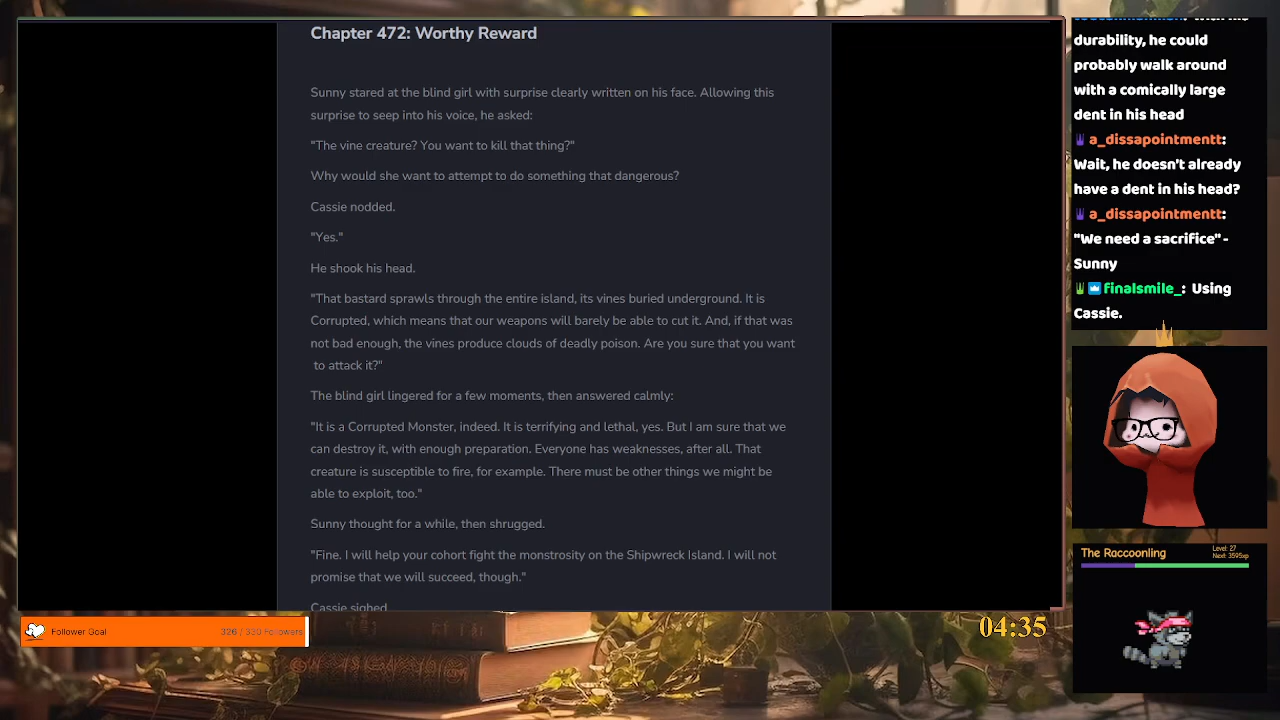 Chapter 472: Worthy Reward
Sunny stared at the blind girl with surprise clearly written on his face. Allowing this
surprise to seep into his voice, he asked:
"The vine creature? You want to kill that thing?"
Why would she want to attempt to do something that dangerous?
Cassie nodded.
"Yes."
He shook his head.
"That bastard sprawls through the entire island, its vines buried underground. It is
Corrupted, which means that our weapons will barely be able to cut it. And, if that was
not bad enough, the vines produce clouds of deadly poison. Are you sure that you want
to attack it?"
The blind girl lingered for a few moments, then answered calmly:
"It is a Corrupted Monster, indeed. It is terrifying and lethal, yes. But I am sure that we
can destroy it, with enough preparation. Everyone has weaknesses, after all. That
creature is susceptible to fire, for example. There must be other things we might be
able to exploit, too."
Sunny thought for a while, then shrugged.
"Fine. I will help your cohort fight the monstrosity on the Shipwreck Island. I will not
promise that we will succeed, though."
Cassie sighed
durability, he could
probably walk around
with a comically large
dent in his head
a_dissapointmentt:
Wait, he doesn't already
have a dent in his head?
a_dissapointmentt:
"We need a sacrifice" -
Sunny
finalsmile_: Using
Cassie.
The Raccoonling
Level: 27
Next: 3595xp
Follower Goal
326 / 330 Followers
04:35